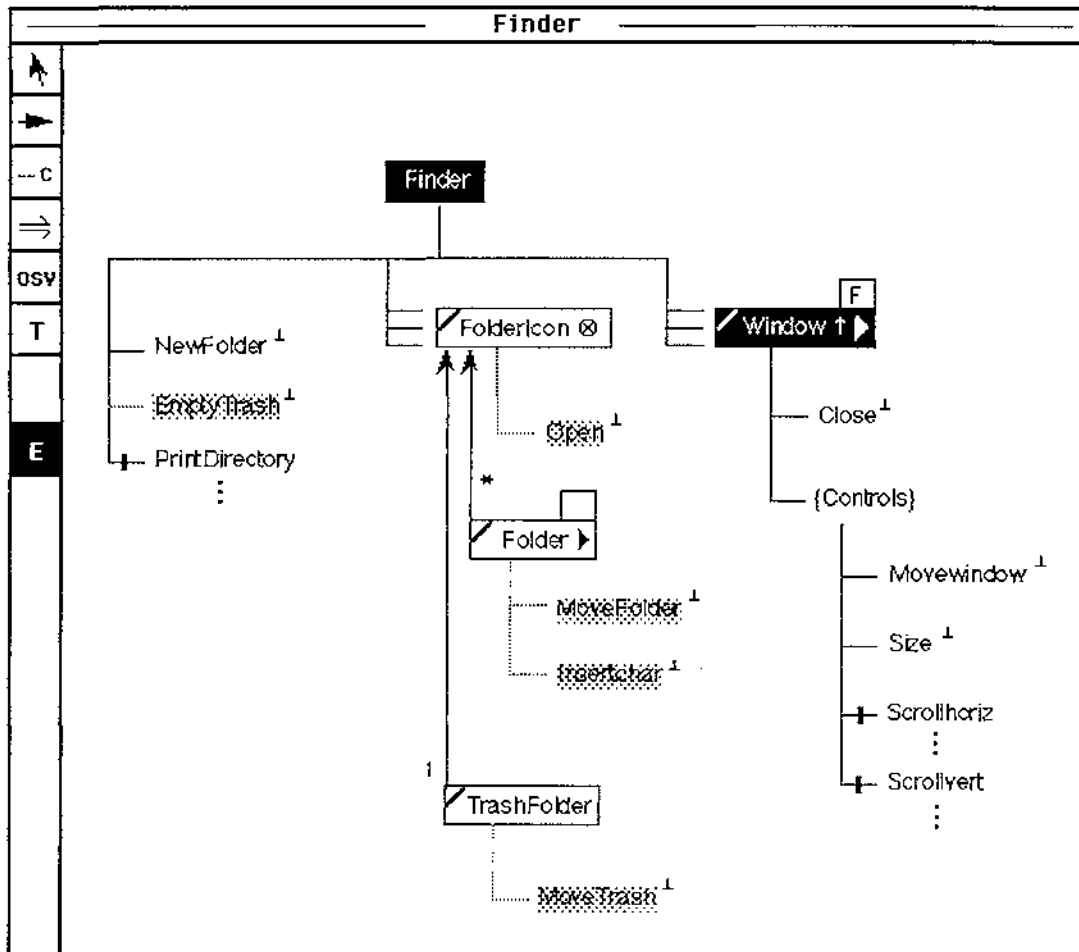 Finder
C
OSV
T
E
Finder
NewFolder ⊥
EmptyTrash ⊥
PrintDirectory
FolderIcon ⊗
Open ⊥
*
Folder
MoveFolder ⊥
Insertchar ⊥
1
TrashFolder
MoveTrash ⊥
F
Window ↑
Close ⊥
{Controls}
Movewindow ⊥
Size ⊥
Scrollhoriz
Scrollvert